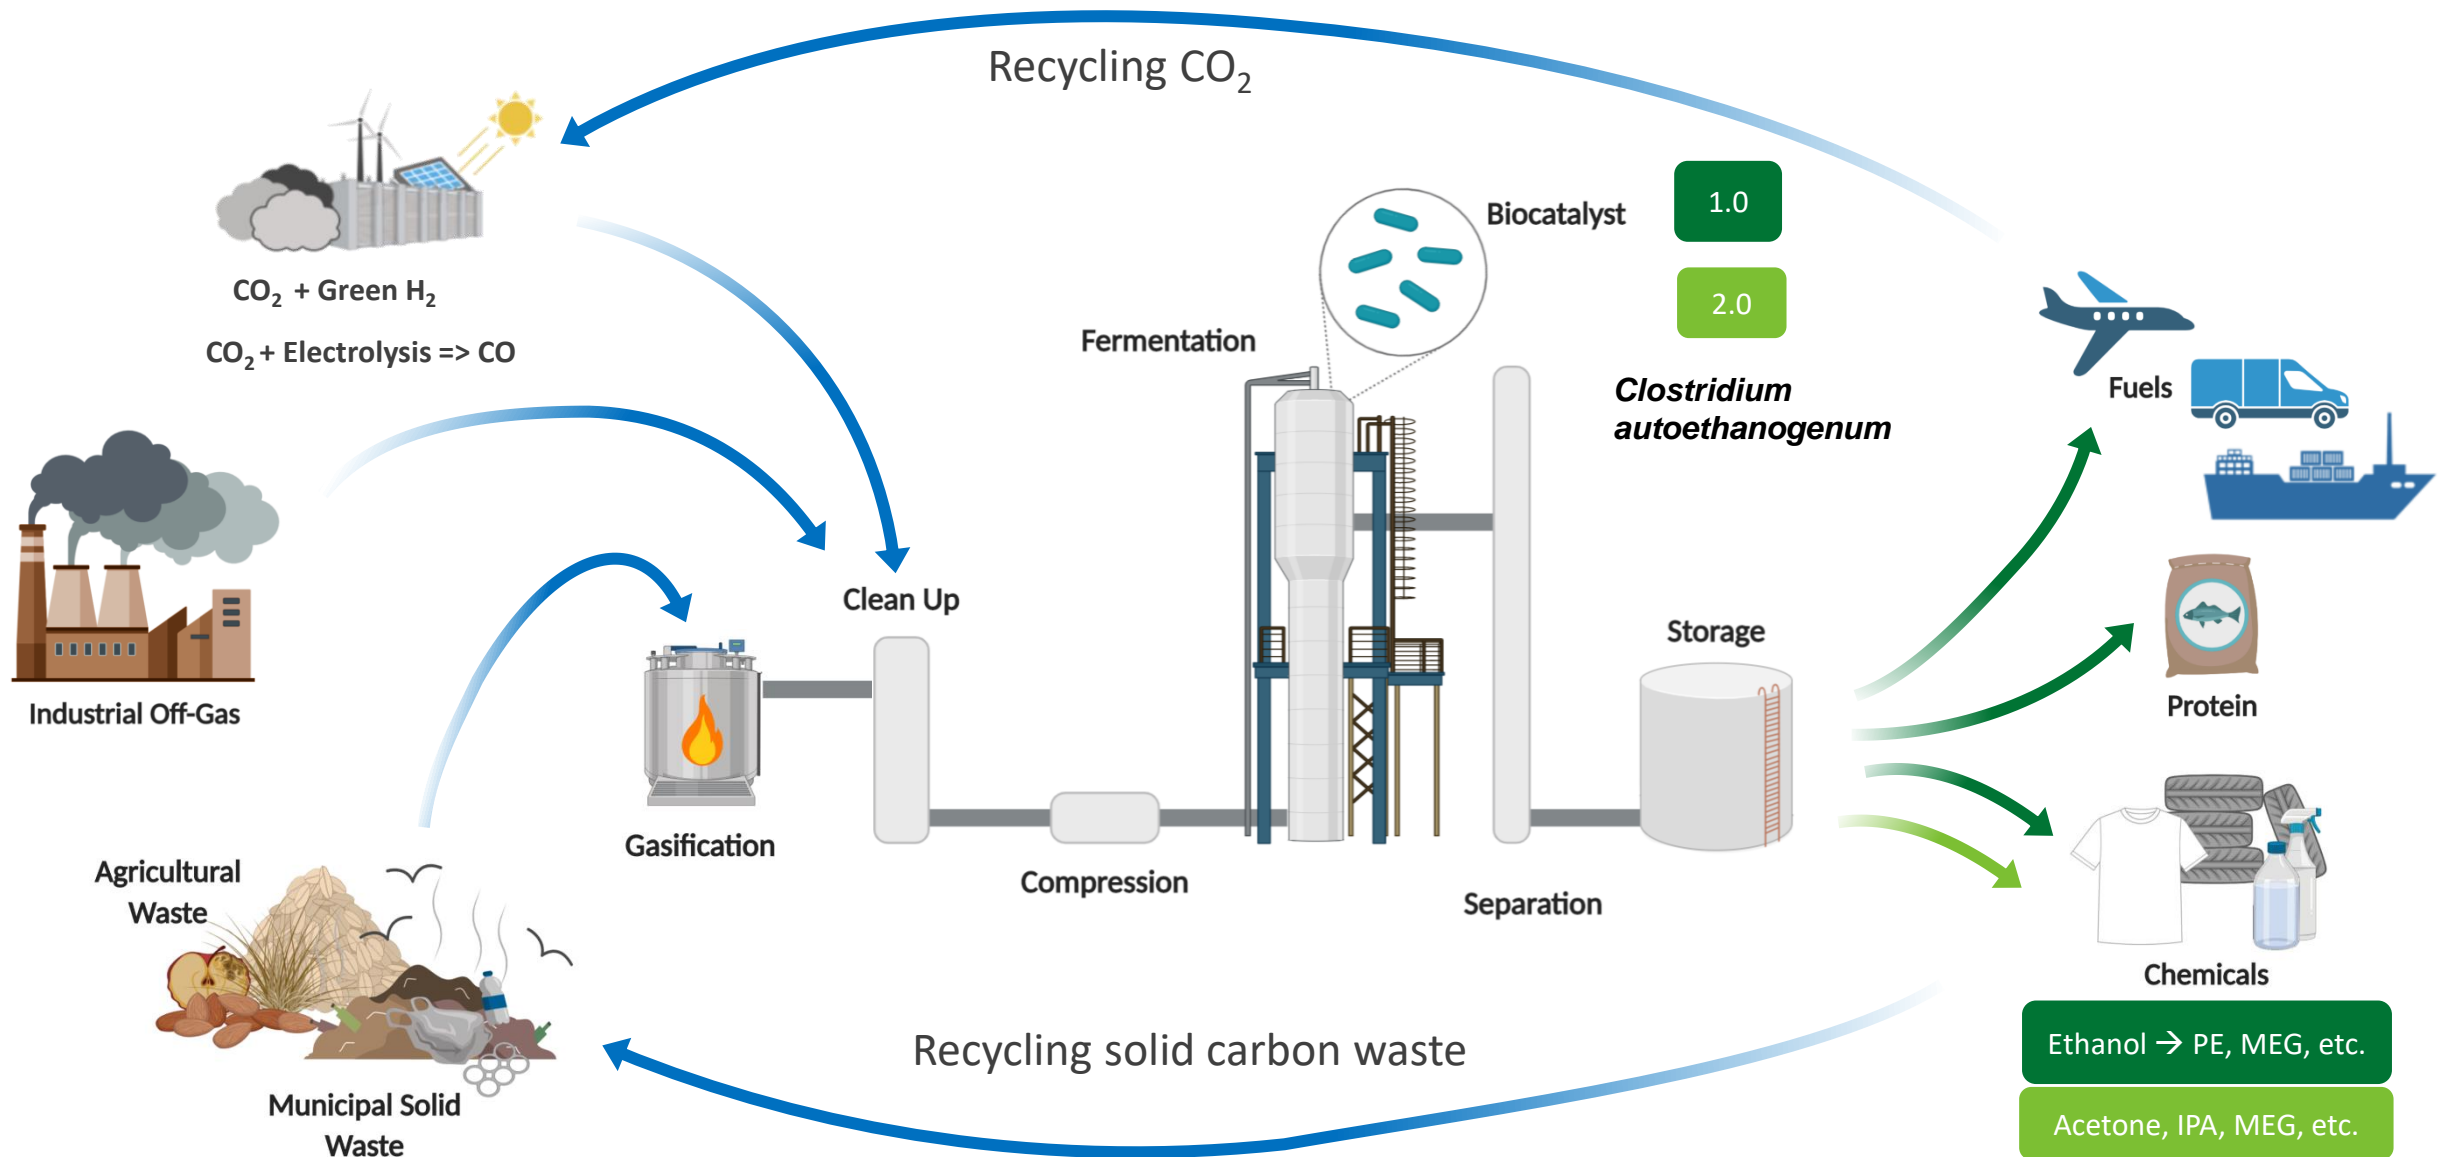 Recycling CO₂
CO₂ + Green H₂
CO₂ + Electrolysis => CO
Industrial Off-Gas
Agricultural
Waste
Municipal Solid
Waste
Gasification
Clean Up
Compression
Fermentation
Biocatalyst
1.0
2.0
Clostridium
autoethanogenum
Separation
Storage
Fuels
Protein
Chemicals
Ethanol → PE, MEG, etc.
Acetone, IPA, MEG, etc.
Recycling solid carbon waste